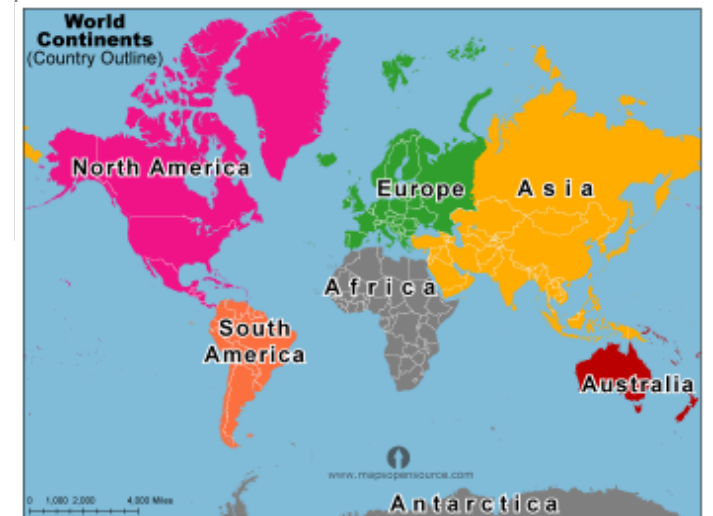 World
Continents
(Country Outline)
North America
Europe
Asia
Africa
South
America
Australia
www.mapsopensource.com
0 1,000 2,000 4,000 Miles
Antarctica